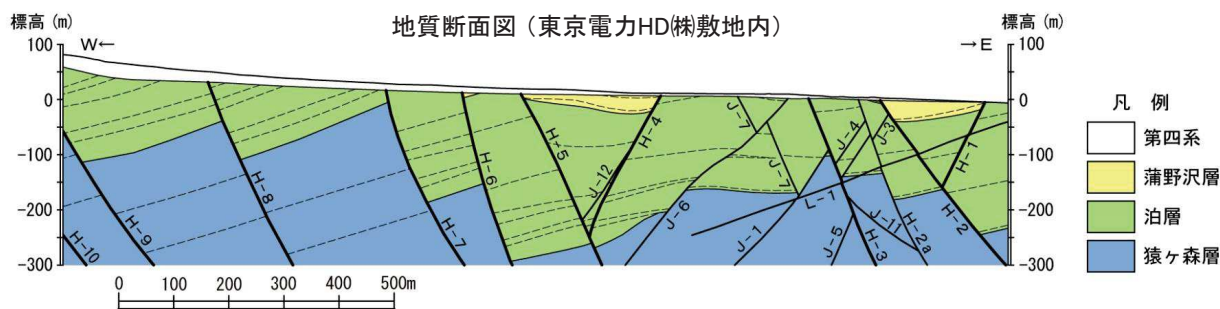 地質断面図（東京電力HD㈱敷地内）
標高 (m)
W←
→E
標高 (m)
100
0
-100
-200
-300
100
0
-100
-200
-300
H-10
H-9
H-8
H-7
H-6
H-5
J-12
H-4
J-6
J-7
J-7
J-1
L-1
J-5
H-3
J-4
J-3
J-11
H-2a
H-2
H-1
0 100 200 300 400 500m
凡 例
第四系
蒲野沢層
泊層
猿ヶ森層